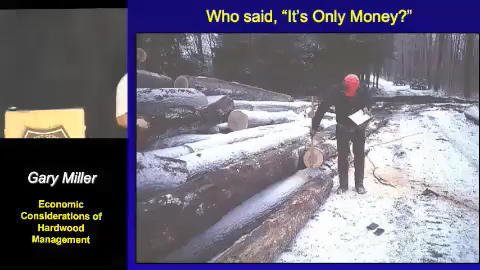 Who said, “It's Only Money?”
Gary Miller
Economic
Considerations of
Hardwood
Management